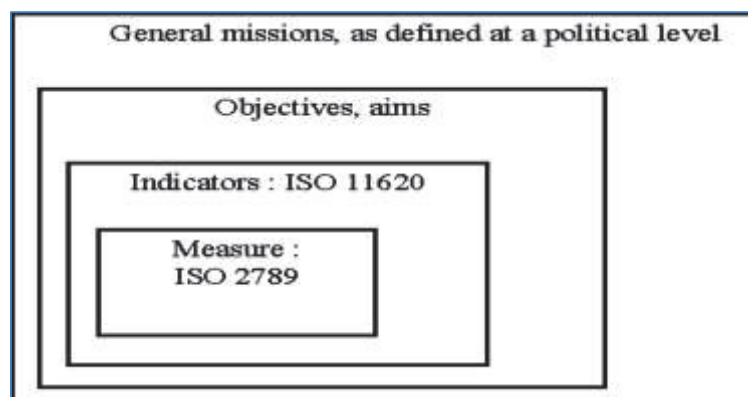 General missions, as defined at a political level
Objectives, aims
Indicators : ISO 11620
Measure :
ISO 2789